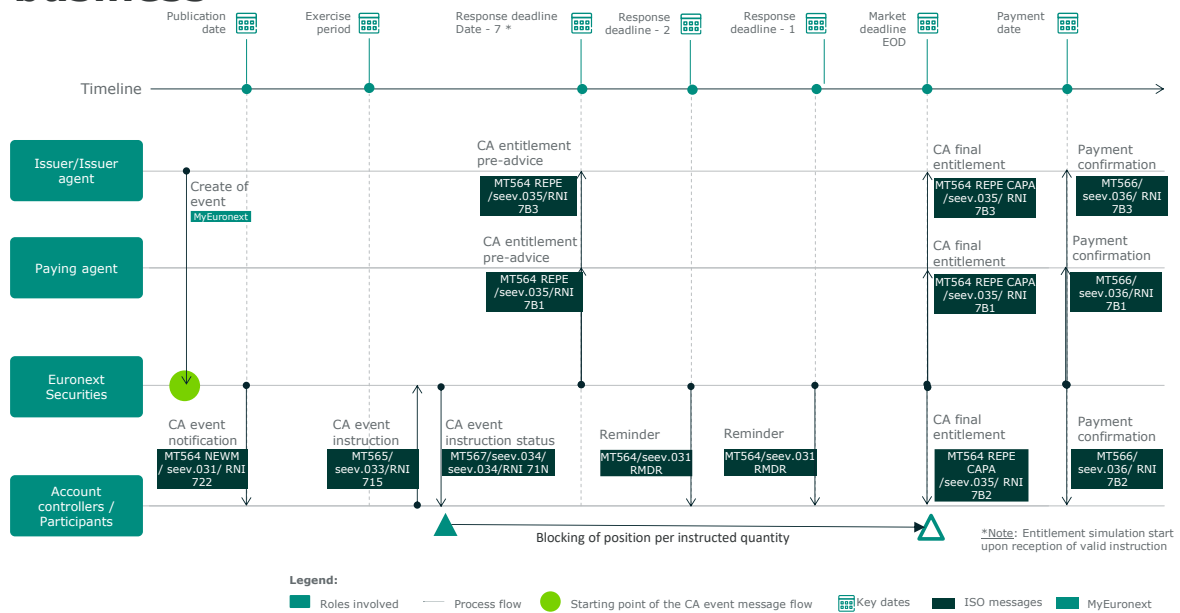 business
Publication
date
Exercise
period
Response deadline
Date - 7 *
Response
deadline - 2
Response
deadline - 1
Market
deadline
EOD
Payment
date
Timeline
Issuer/Issuer
agent
Create of
event
MyEuronext
CA entitlement
pre-advice
MT564 REPE
/seev.035/RNI
7B3
CA final
entitlement
MT564 REPE CAPA
/seev.035/ RNI
7B3
Payment
confirmation
MT566/
seev.036/ RNI
7B3
Paying agent
CA entitlement
pre-advice
MT564 REPE
/seev.035/RNI
7B1
CA final
entitlement
MT564 REPE CAPA
/seev.035/ RNI
7B1
Payment
confirmation
MT566/
seev.036/RNI
7B1
Euronext
Securities
CA event
notification
MT564 NEWM
/ seev.031/ RNI
722
CA event
instruction
MT565/
seev.033/RNI
715
CA event
instruction status
MT567/seev.034/
seev.034/RNI 71N
Reminder
MT564/seev.031
RMDR
Reminder
MT564/seev.031
RMDR
CA final
entitlement
MT564 REPE
CAPA
/seev.035/ RNI
7B2
Payment
confirmation
MT566/
seev.036/ RNI
7B2
Account
controllers /
Participants
Blocking of position per instructed quantity
*Note: Entitlement simulation start
upon reception of valid instruction
Legend:
Roles involved
Process flow
Starting point of the CA event message flow
Key dates
ISO messages
MyEuronext